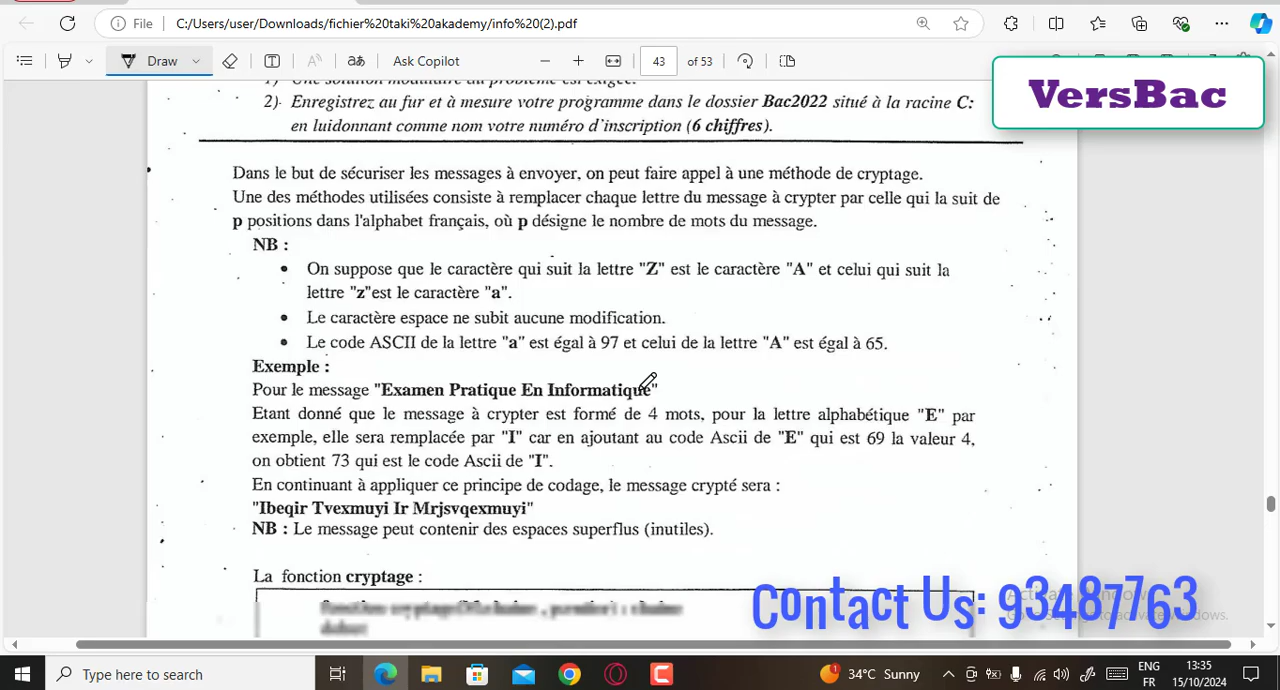 File C:/Users/user/Downloads/fichier%20taki%20akademy/info%20(2).pdf
Draw aあ Ask Copilot 43 of 53
VersBac
2). Enregistrez au fur et à mesure votre programme dans le dossier Bac2022 situé à la racine C:
en luidonnant comme nom votre numéro d'inscription (6 chiffres).
Dans le but de sécuriser les messages à envoyer, on peut faire appel à une méthode de cryptage.
Une des méthodes utilisées consiste à remplacer chaque lettre du message à crypter par celle qui la suit de
p positions dans l'alphabet français, où p désigne le nombre de mots du message.
NB :
• On suppose que le caractère qui suit la lettre "Z" est le caractère "A" et celui qui suit la
lettre "z"est le caractère "a".
• Le caractère espace ne subit aucune modification.
• Le code ASCII de la lettre "a" est égal à 97 et celui de la lettre "A" est égal à 65.
Exemple :
Pour le message "Examen Pratique En Informatique"
Etant donné que le message à crypter est formé de 4 mots, pour la lettre alphabétique "E" par
exemple, elle sera remplacée par "I" car en ajoutant au code Ascii de "E" qui est 69 la valeur 4,
on obtient 73 qui est le code Ascii de "I".
En continuant à appliquer ce principe de codage, le message crypté sera :
"Ibeqir Tvexmuyi Ir Mrjsvqexmuyi"
NB : Le message peut contenir des espaces superflus (inutiles).
La fonction cryptage :
Contact Us: 93487763
Type here to search
34°C Sunny
ENG
FR
13:35
15/10/2024